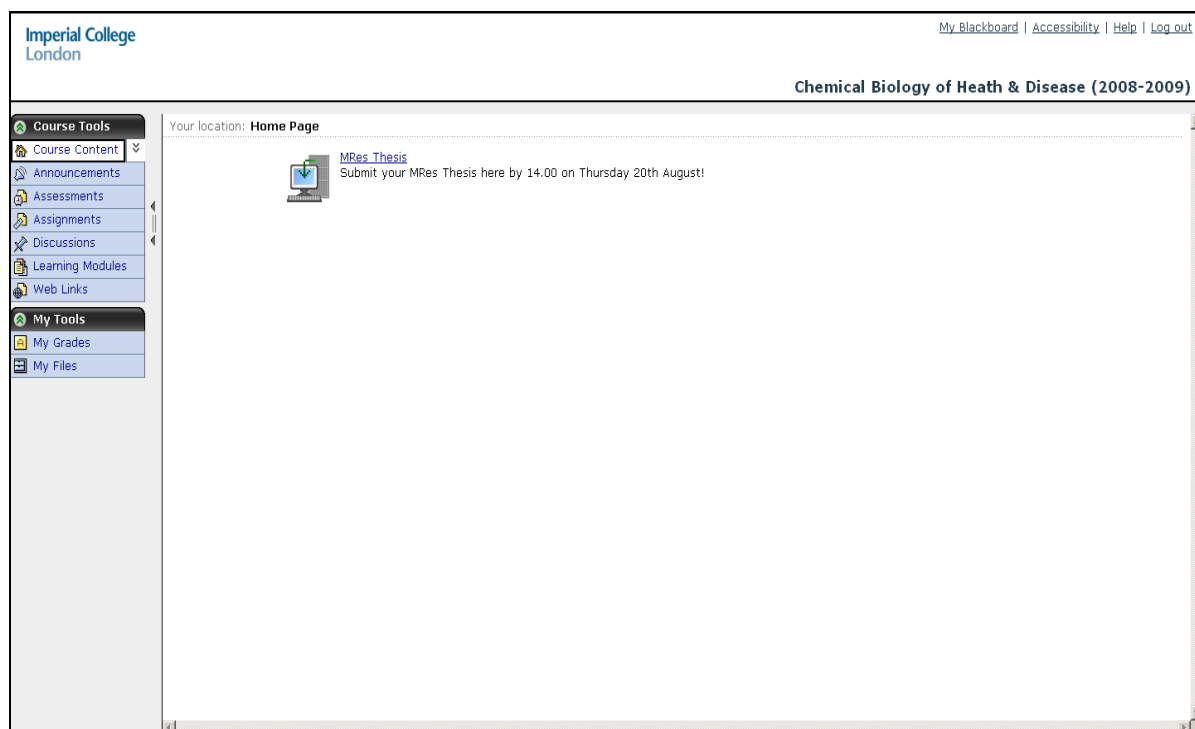 Imperial College
London
My Blackboard | Accessibility | Help | Log out
Chemical Biology of Heath & Disease (2008-2009)
Course Tools
Course Content
Announcements
Assessments
Assignments
Discussions
Learning Modules
Web Links
My Tools
My Grades
My Files
Your location: Home Page
MRes Thesis
Submit your MRes Thesis here by 14.00 on Thursday 20th August!